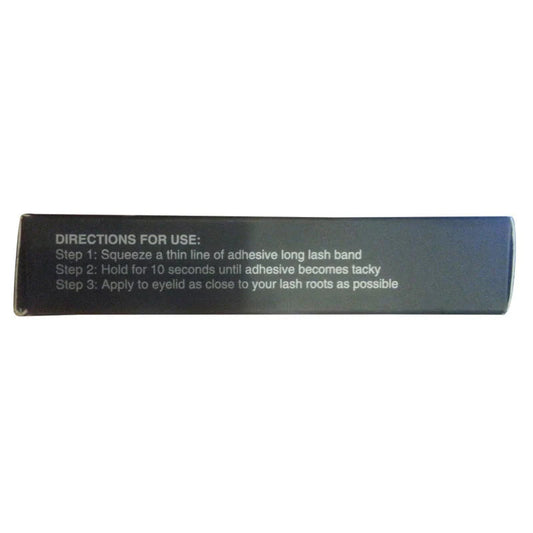 DIRECTIONS FOR USE:
Step 1: Squeeze a thin line of adhesive long lash band
Step 2: Hold for 10 seconds until adhesive becomes tacky
Step 3: Apply to eyelid as close to your lash roots as possible